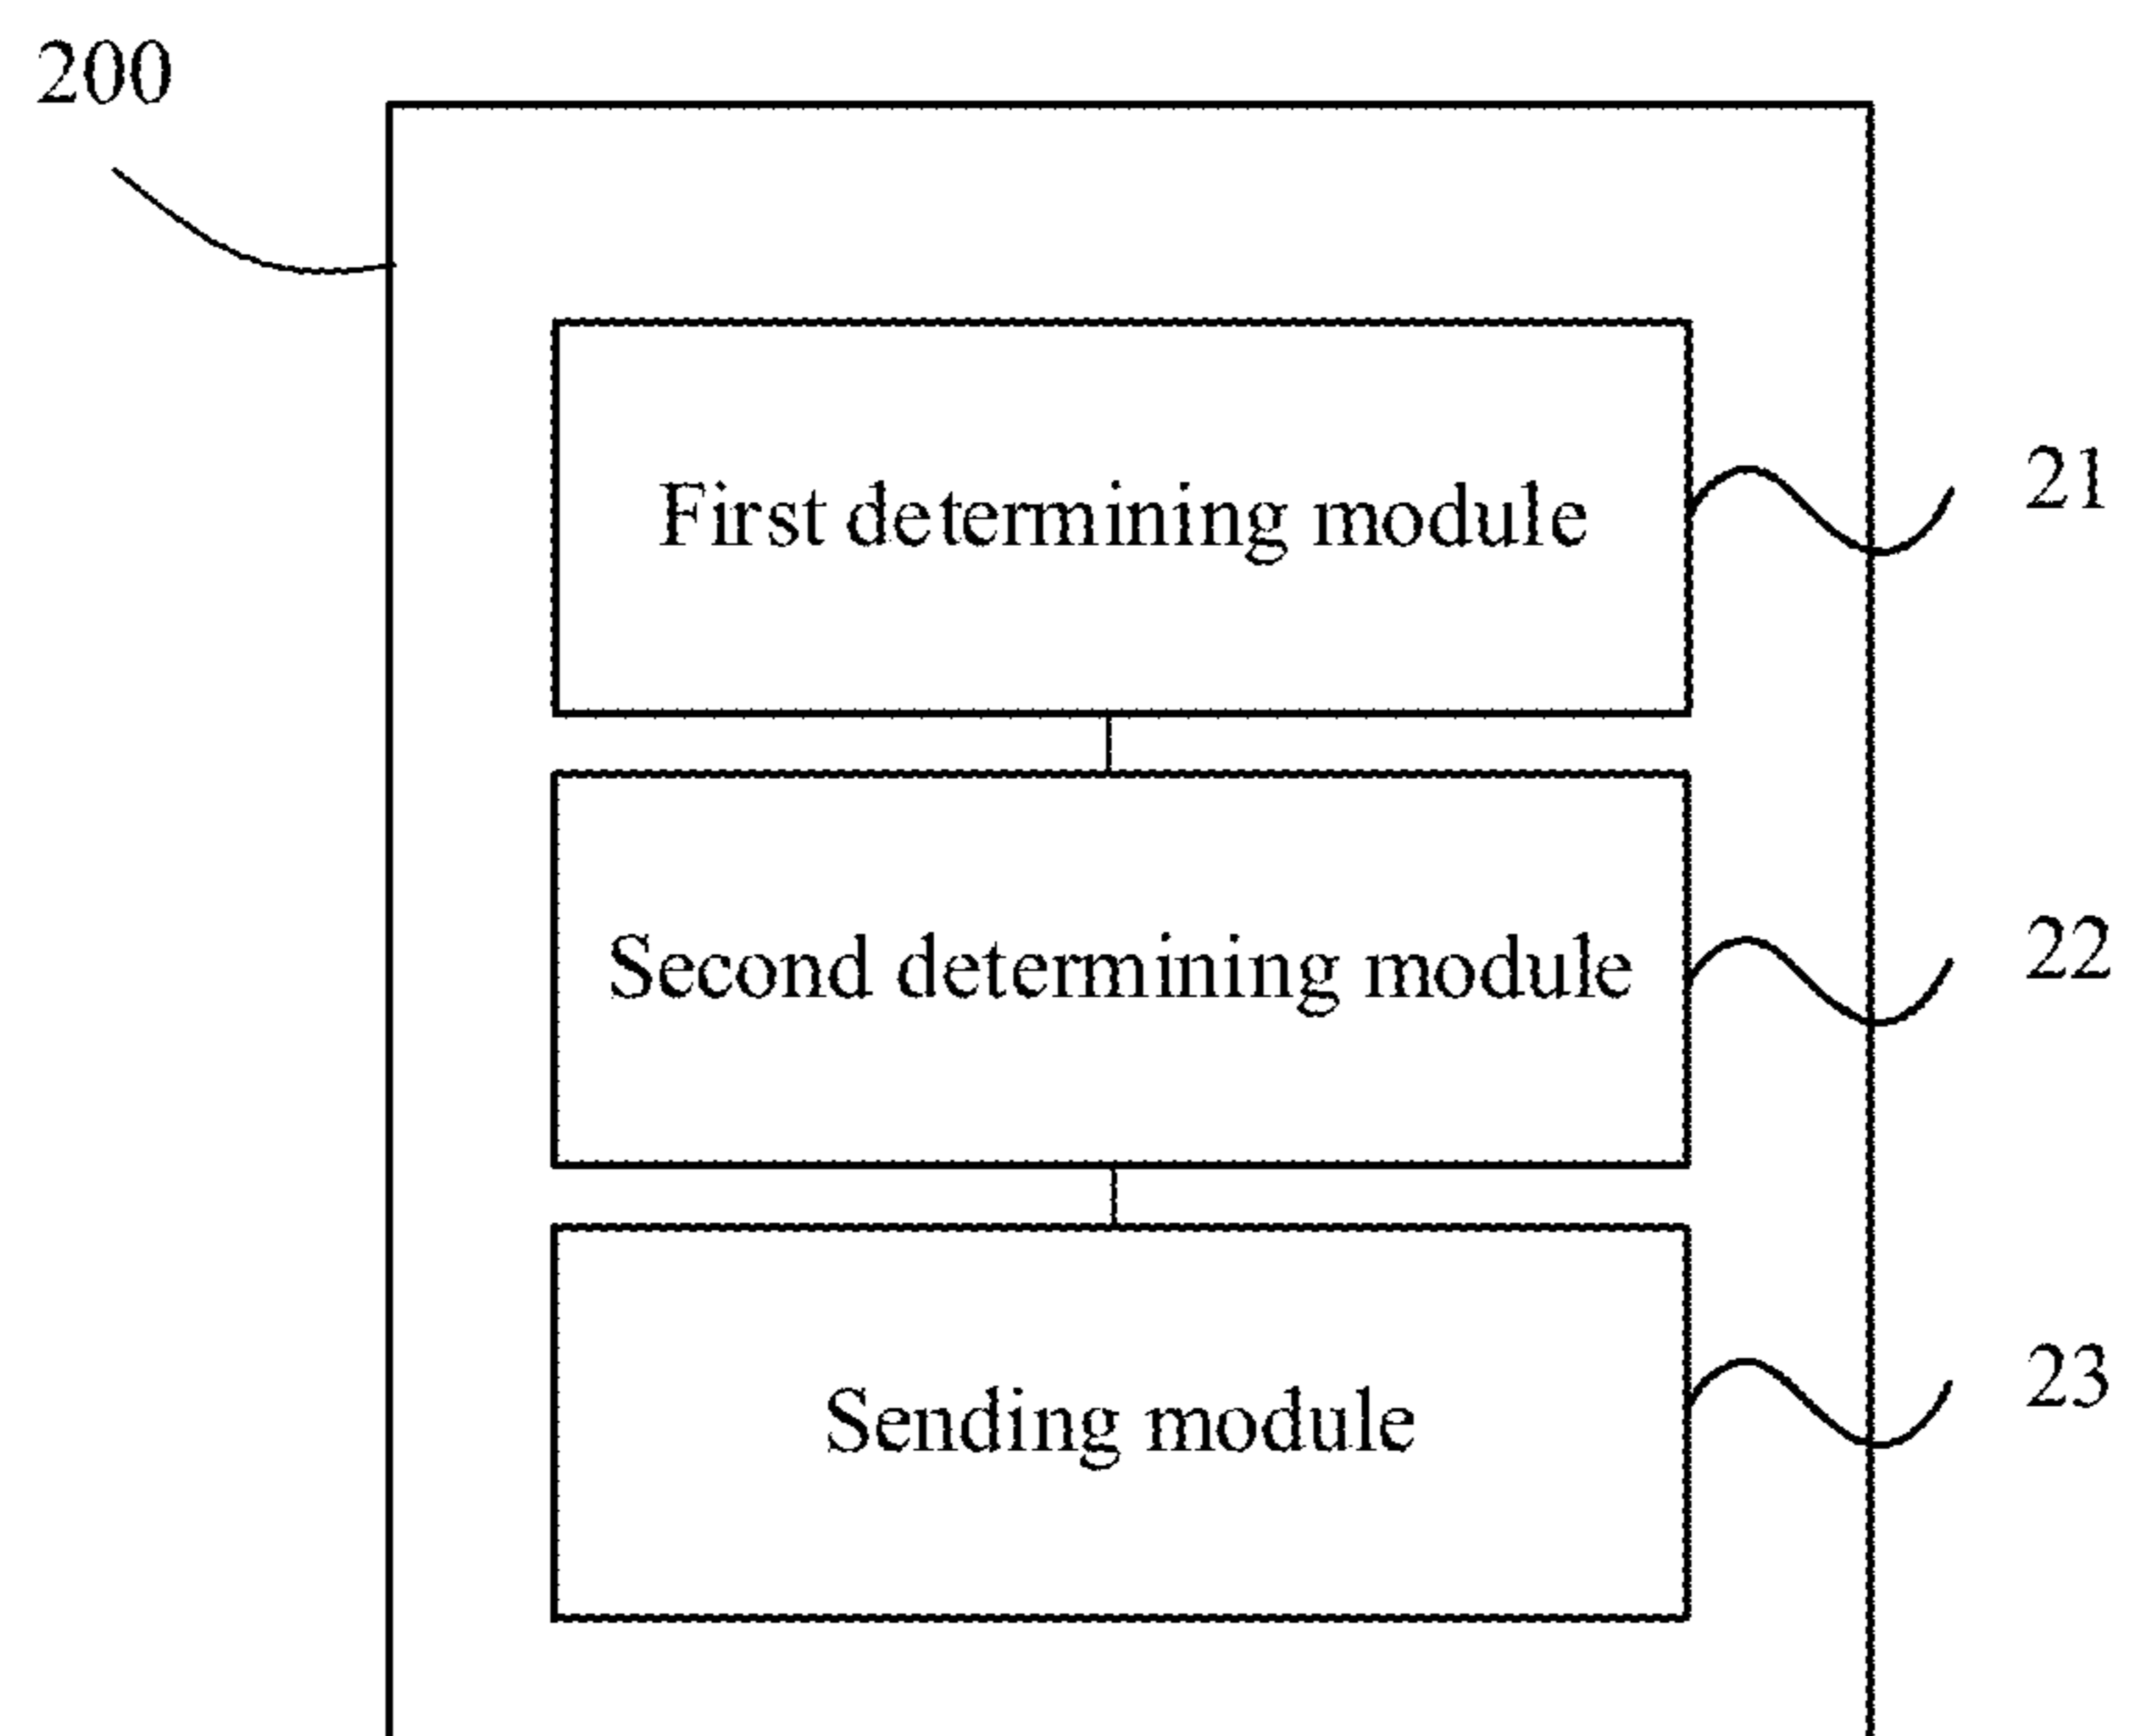 200
First determining module
21
Second determining module
22
Sending module
23